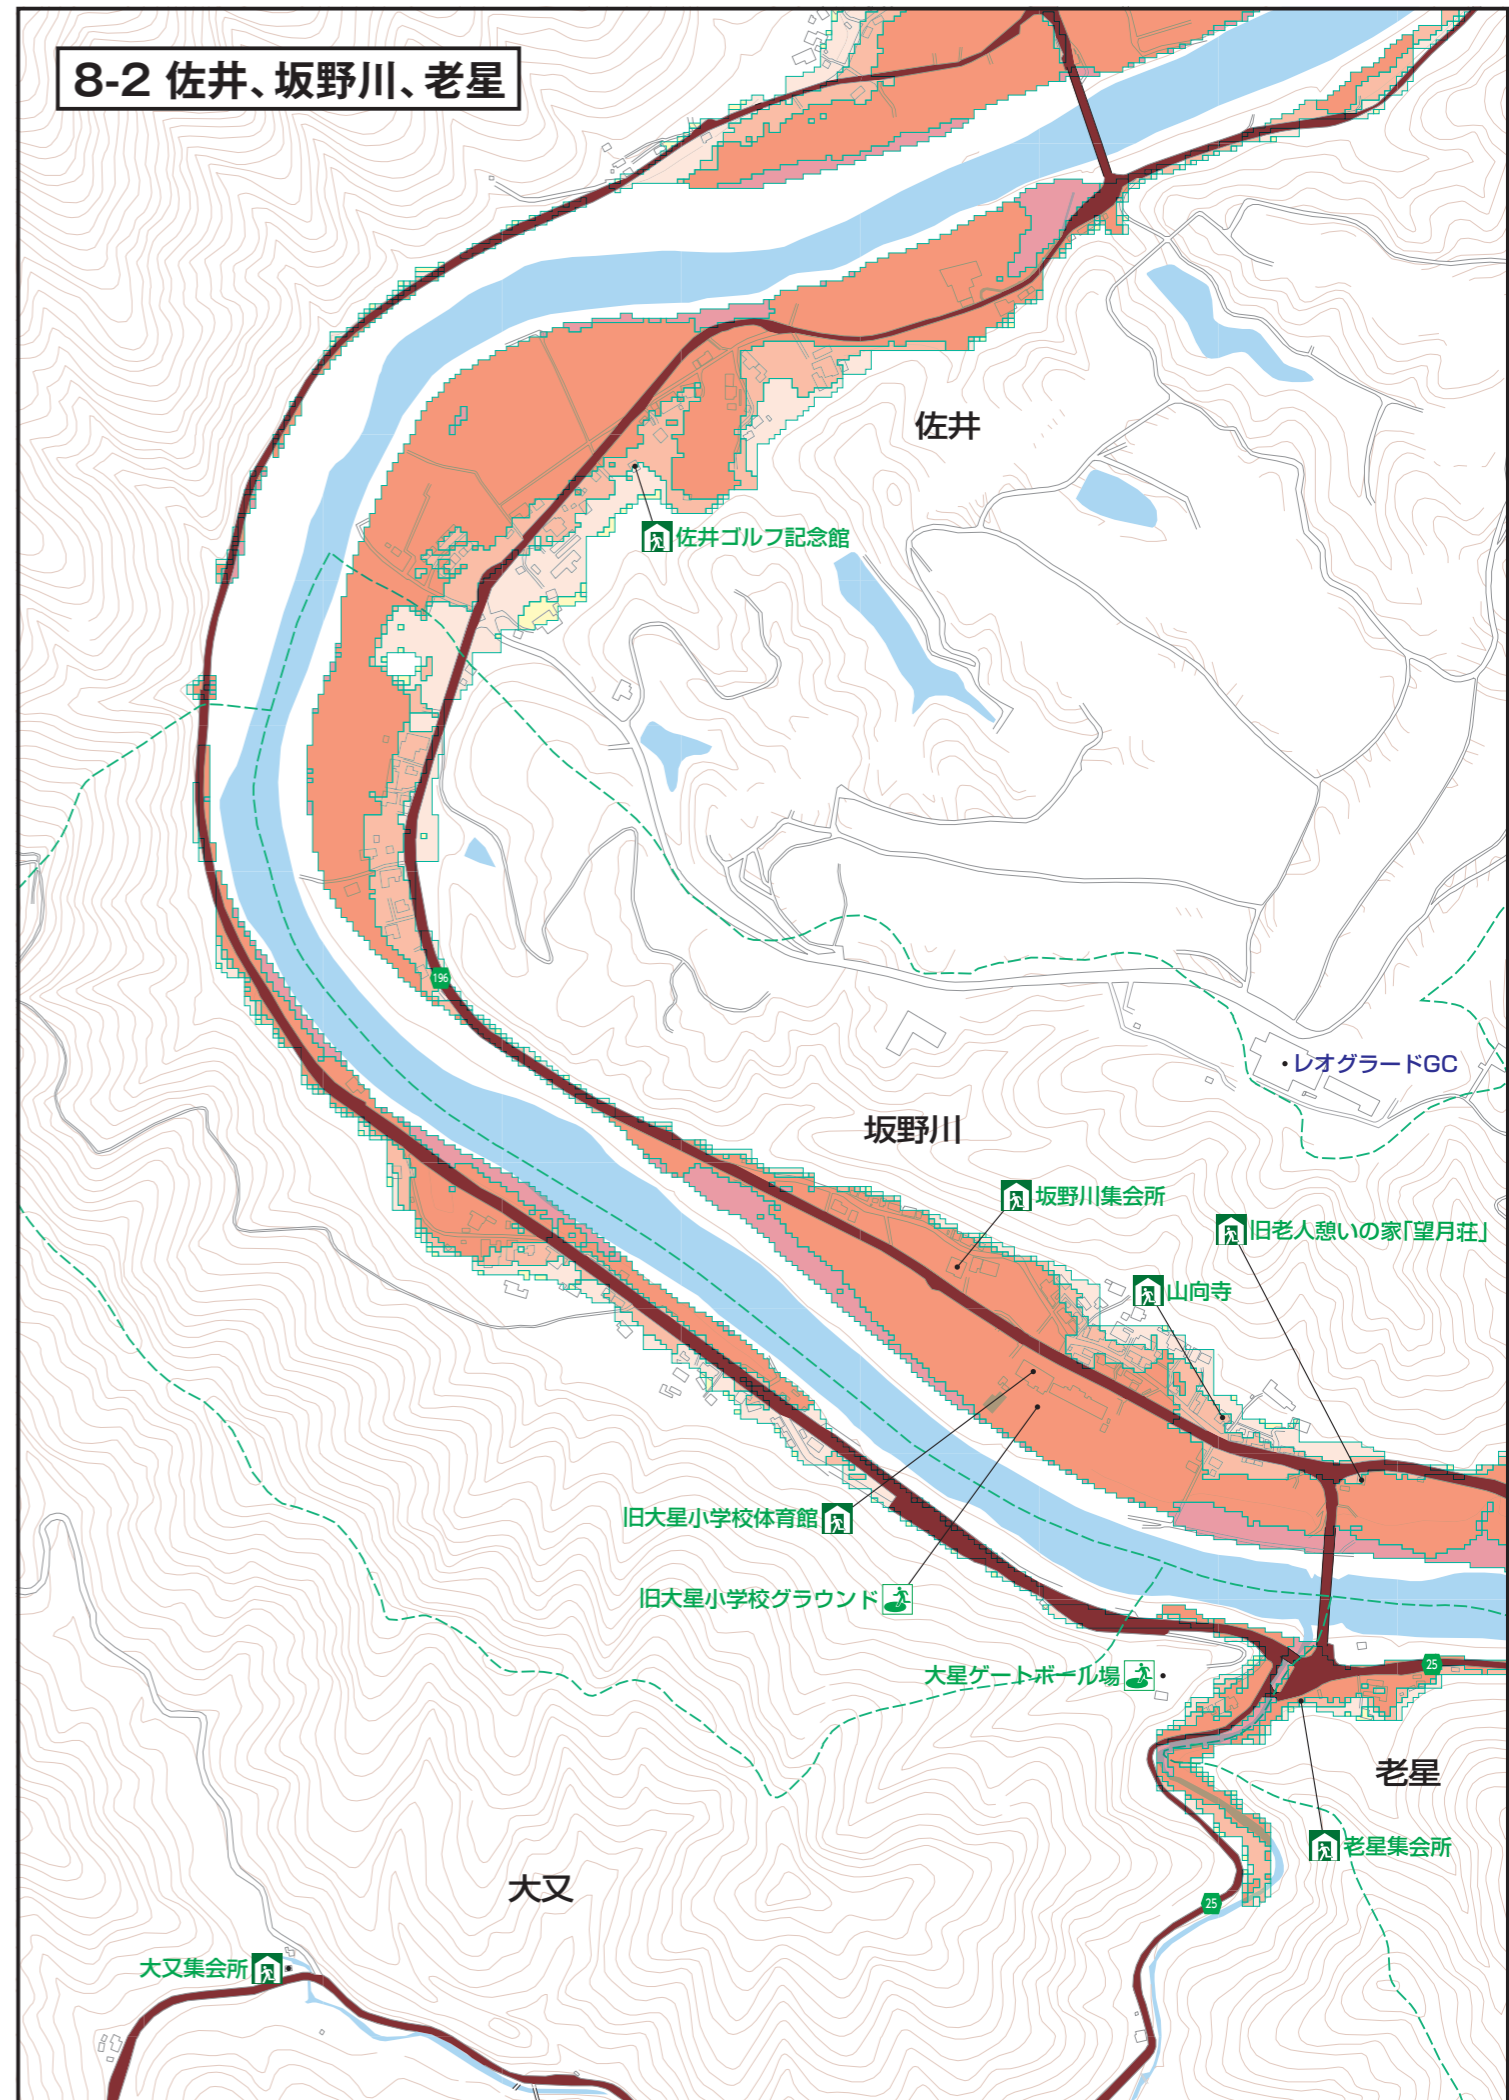 8-2 佐井、坂野川、老星
佐井
佐井ゴルフ記念館
196
レオグラードGC
坂野川
坂野川集会所
旧老人憩いの家「望月荘」
山向寺
旧大星小学校体育館
旧大星小学校グラウンド
大星ゲートボール場
25
老星
老星集会所
大又
25
大又集会所